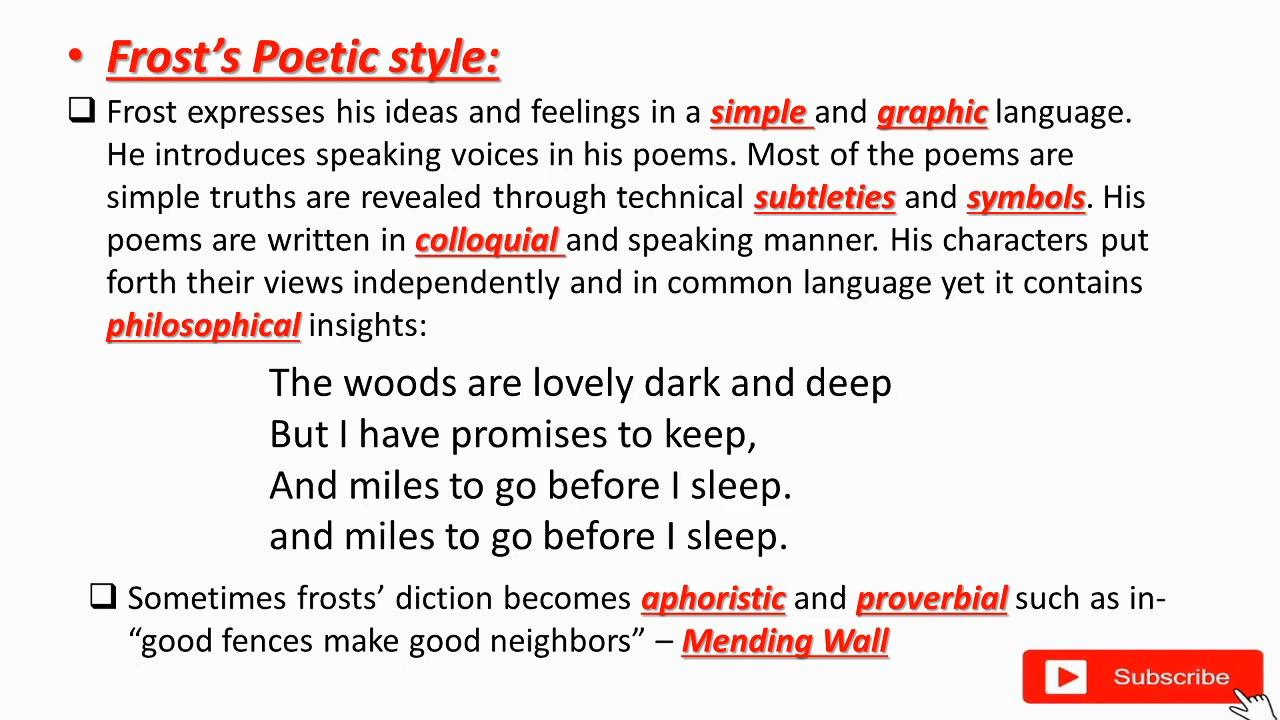 • Frost’s Poetic style:
❑ Frost expresses his ideas and feelings in a simple and graphic language.
He introduces speaking voices in his poems. Most of the poems are
simple truths are revealed through technical subtleties and symbols. His
poems are written in colloquial and speaking manner. His characters put
forth their views independently and in common language yet it contains
philosophical insights:
The woods are lovely dark and deep
But I have promises to keep,
And miles to go before I sleep.
and miles to go before I sleep.
❑ Sometimes frosts’ diction becomes aphoristic and proverbial such as in-
“good fences make good neighbors” – Mending Wall
Subscribe